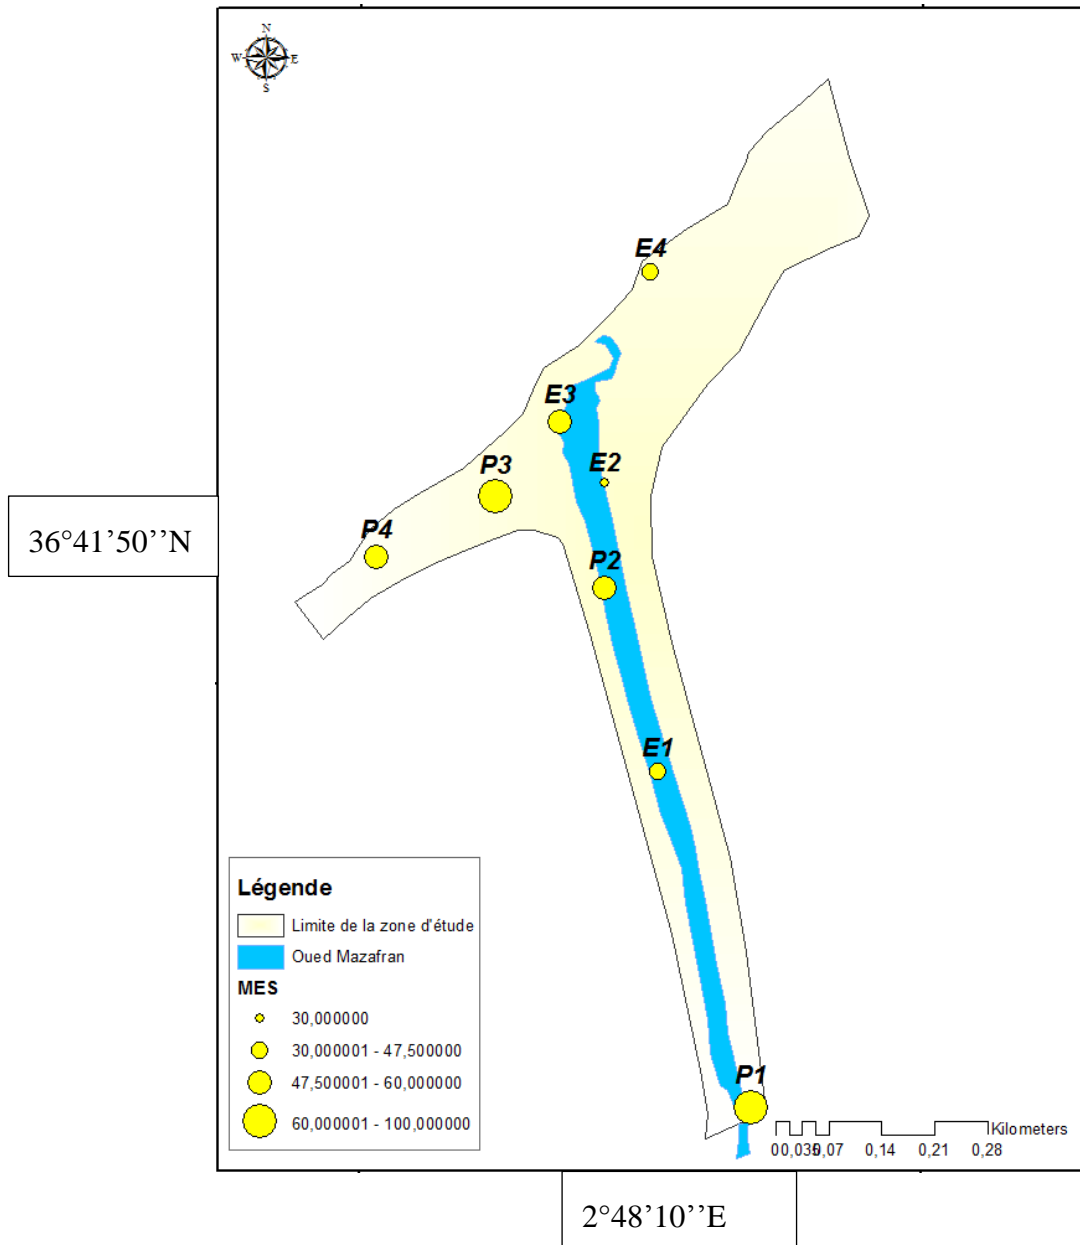 N
W E
S
E4
E3
E2
P3
P4
36°41'50''N
P2
E1
Légende
Limite de la zone d'étude
Oued Mazafran
MES
30,000000
30,000001 - 47,500000
47,500001 - 60,000000
60,000001 - 100,000000
P1
Kilometers
0 0,035 0,07 0,14 0,21 0,28
2°48'10''E